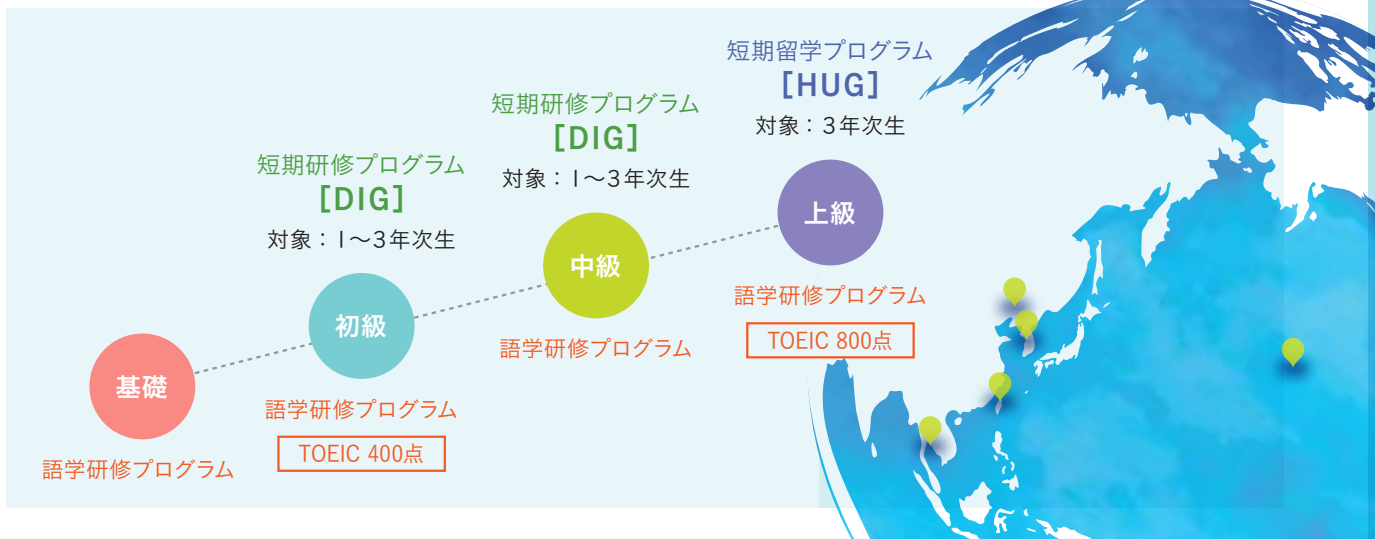 基礎
語学研修プログラム
短期研修プログラム
[DIG]
対象：1～3年次生
初級
語学研修プログラム
TOEIC 400点
短期研修プログラム
[DIG]
対象：1～3年次生
中級
語学研修プログラム
短期留学プログラム
[HUG]
対象：3年次生
上級
語学研修プログラム
TOEIC 800点